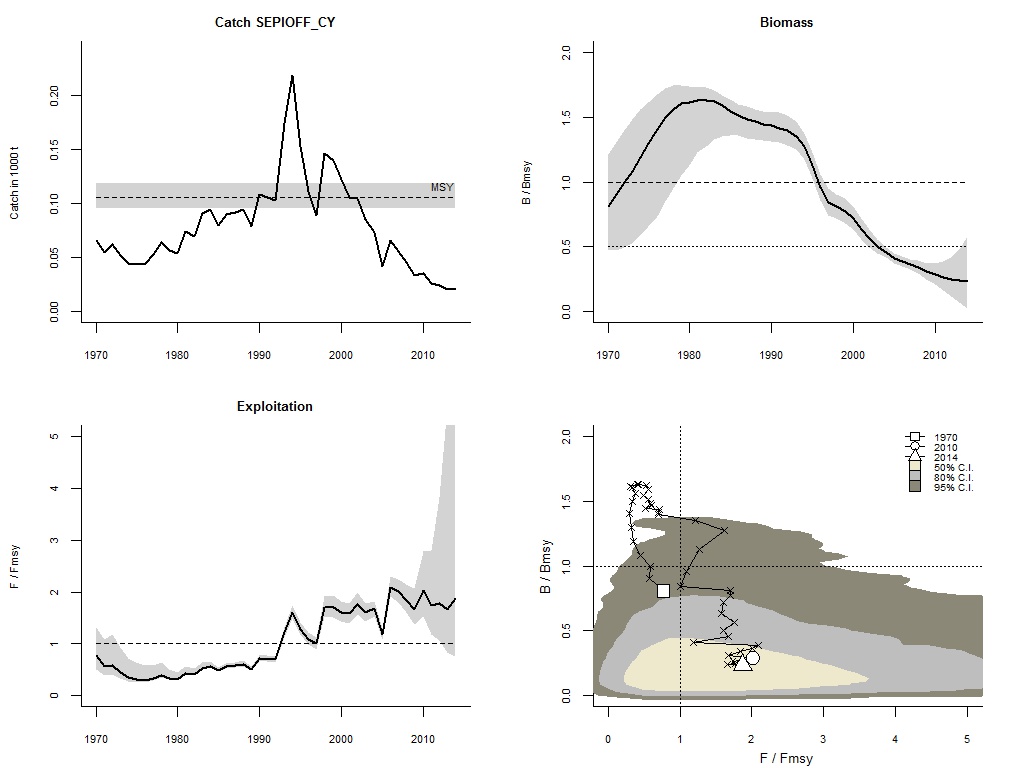 Catch SEPIOFF_CY
Catch in 1000 t
0.00 0.05 0.10 0.15 0.20
MSY
1970 1980 1990 2000 2010
Biomass
B / Bmsy
0.0 0.5 1.0 1.5 2.0
1970 1980 1990 2000 2010
Exploitation
F / Fmsy
0 1 2 3 4 5
1970 1980 1990 2000 2010
B / Bmsy
0.0 0.5 1.0 1.5 2.0
1970
2010
2014
50% C.I.
80% C.I.
95% C.I.
0 1 2 3 4 5
F / Fmsy